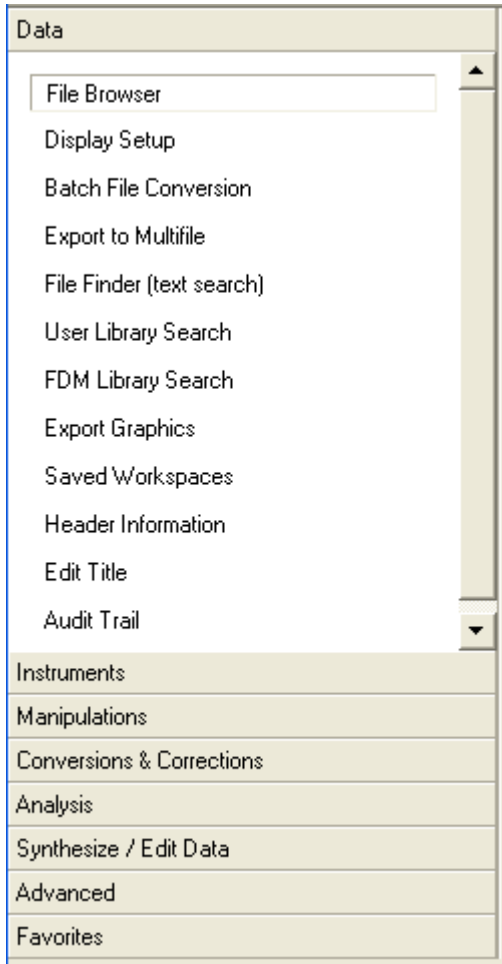 Data
File Browser
Display Setup
Batch File Conversion
Export to Multifile
File Finder (text search)
User Library Search
FDM Library Search
Export Graphics
Saved Workspaces
Header Information
Edit Title
Audit Trail
Instruments
Manipulations
Conversions & Corrections
Analysis
Synthesize / Edit Data
Advanced
Favorites